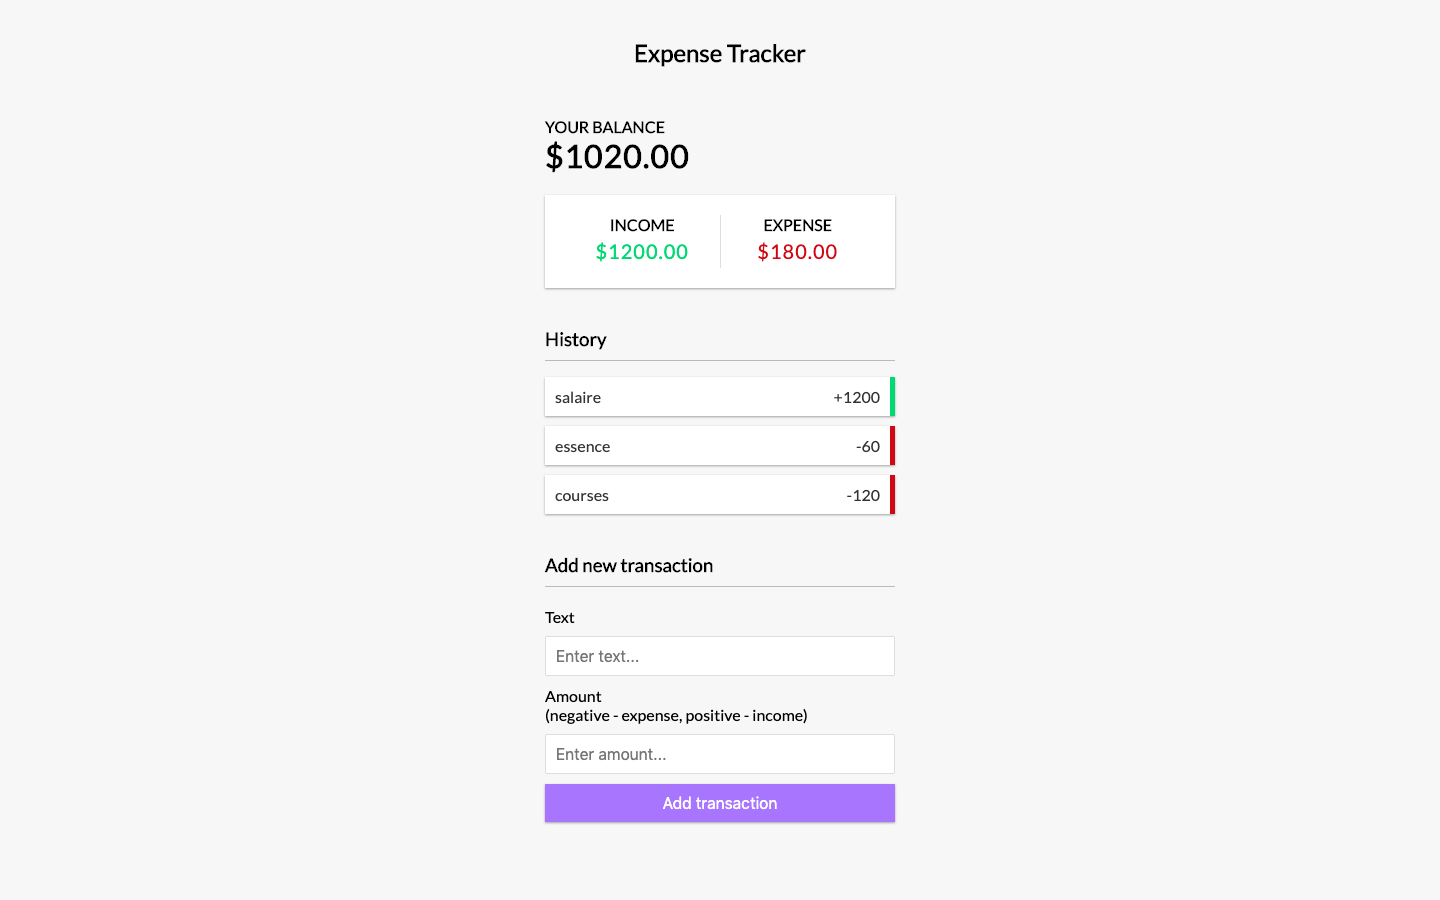 Expense Tracker
YOUR BALANCE
$1020.00
INCOME EXPENSE
$1200.00 $180.00
History
salaire +1200
essence -60
courses -120
Add new transaction
Text
Enter text...
Amount
(negative - expense, positive - income)
Enter amount...
Add transaction